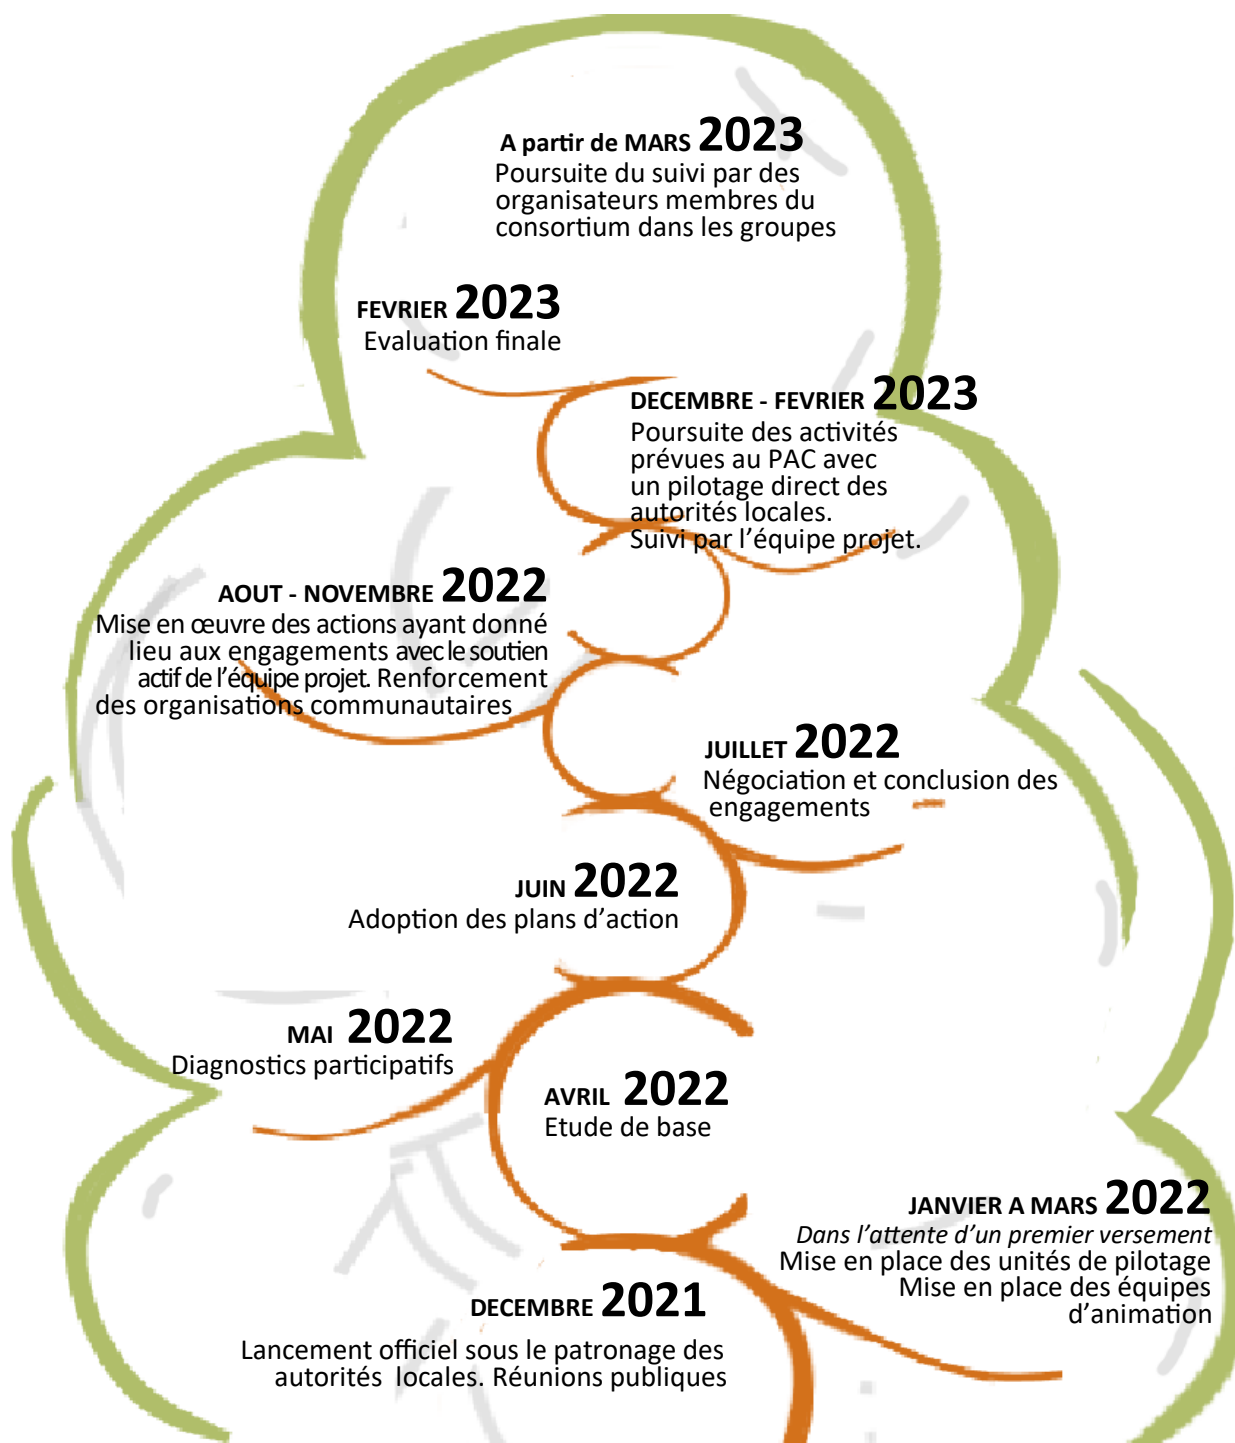 A partir de MARS 2023
Poursuite du suivi par des
organisateurs membres du
consortium dans les groupes
FEVRIER 2023
Evaluation finale
DECEMBRE - FEVRIER 2023
Poursuite des activités
prévues au PAC avec
un pilotage direct des
autorités locales.
Suivi par l’équipe projet.
AOUT - NOVEMBRE 2022
Mise en œuvre des actions ayant donné
lieu aux engagements avec le soutien
actif de l’équipe projet. Renforcement
des organisations communautaires
JUILLET 2022
Négociation et conclusion des
engagements
JUIN 2022
Adoption des plans d’action
MAI 2022
Diagnostics participatifs
AVRIL 2022
Etude de base
JANVIER A MARS 2022
Dans l’attente d’un premier versement
Mise en place des unités de pilotage
Mise en place des équipes
d’animation
DECEMBRE 2021
Lancement officiel sous le patronage des
autorités locales. Réunions publiques